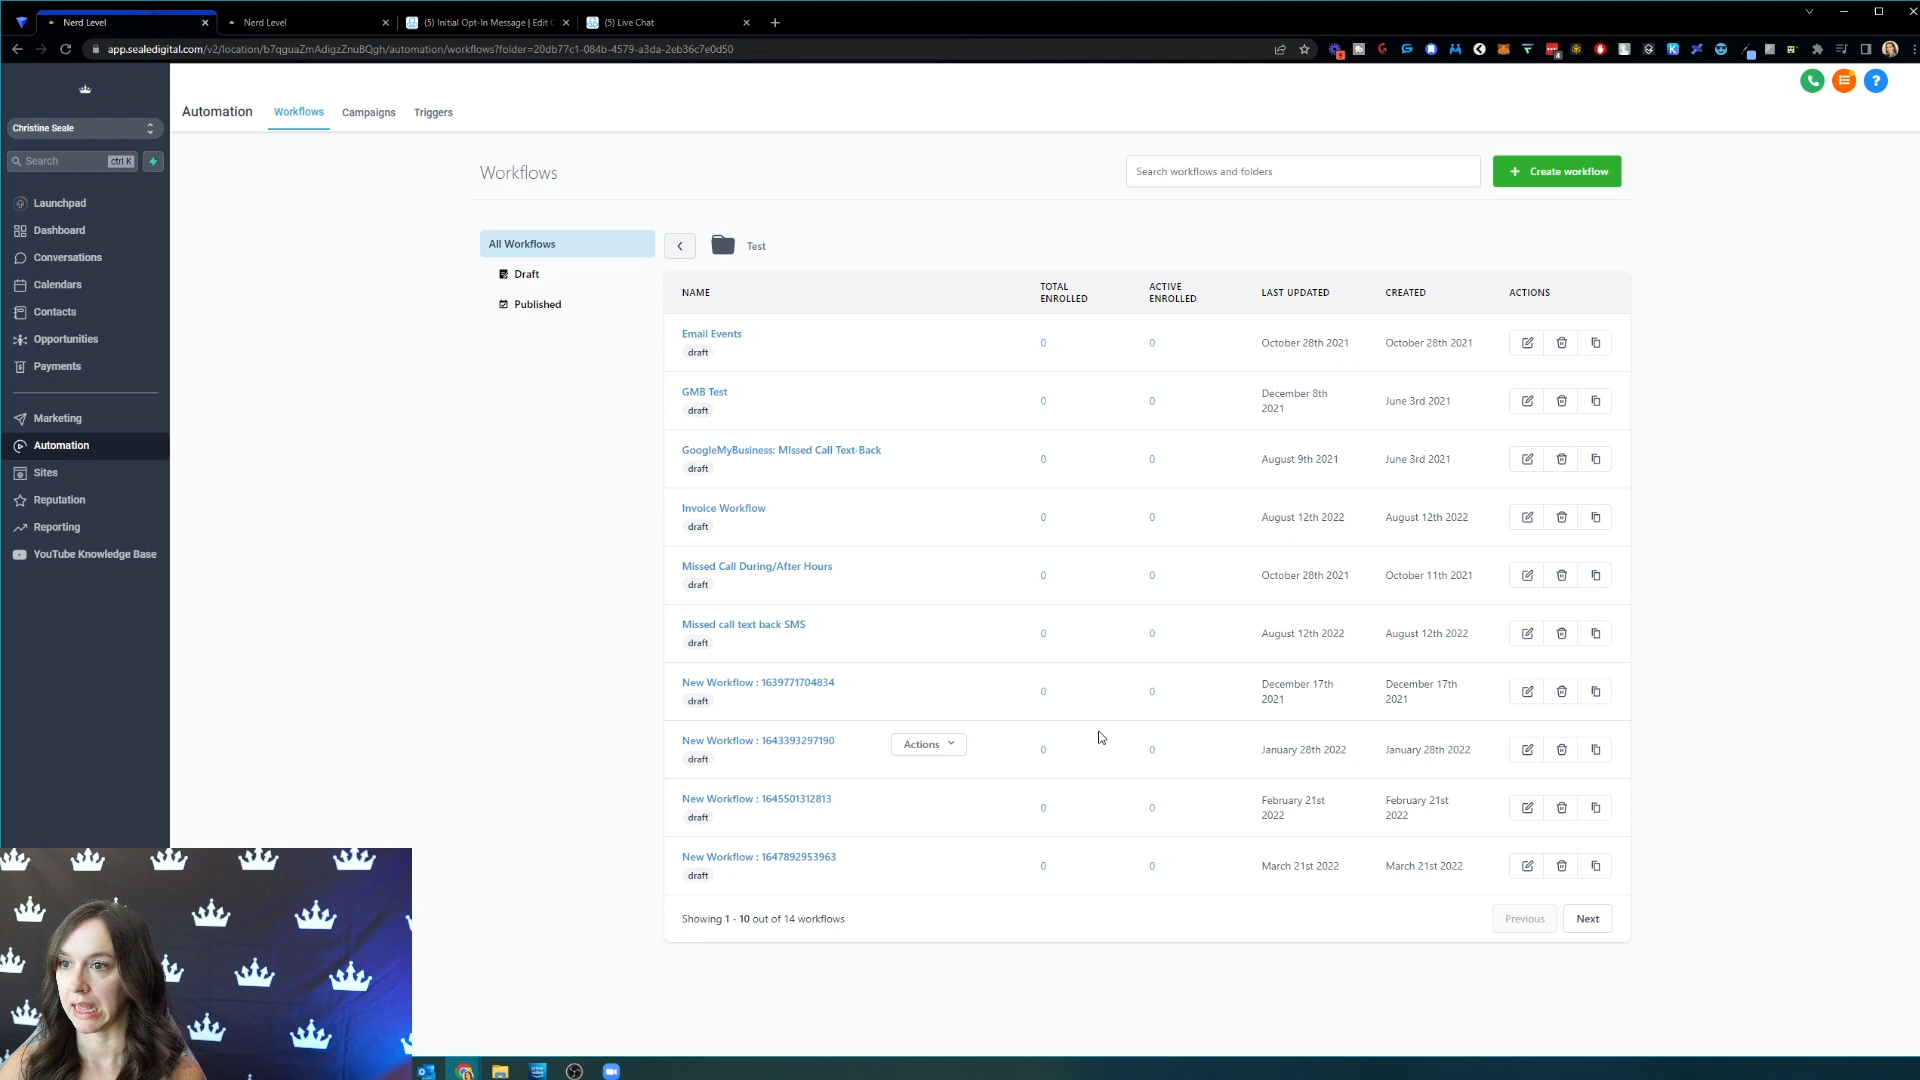 Nerd Level
Nerd Level
(5) Initial Opt-In Message | Edit C
(5) Live Chat
app.sealedigital.com/v2/location/b7qguaZmAdigzZnuBQgh/automation/workflows?folder=20db77c1-084b-4579-a3da-2eb36c7e0d50
Automation
Workflows
Campaigns
Triggers
Christine Seale
Search
ctrl K
Launchpad
Dashboard
Conversations
Calendars
Contacts
Opportunities
Payments
Marketing
Automation
Sites
Reputation
Reporting
YouTube Knowledge Base
Workflows
Search workflows and folders
+ Create workflow
All Workflows
Draft
Published
Test
NAME
TOTAL ENROLLED
ACTIVE ENROLLED
LAST UPDATED
CREATED
ACTIONS
Email Events
draft
0
0
October 28th 2021
October 28th 2021
GMB Test
draft
0
0
December 8th 2021
June 3rd 2021
GoogleMyBusiness: MIssed Call Text-Back
draft
0
0
August 9th 2021
June 3rd 2021
Invoice Workflow
draft
0
0
August 12th 2022
August 12th 2022
Missed Call During/After Hours
draft
0
0
October 28th 2021
October 11th 2021
Missed call text back SMS
draft
0
0
August 12th 2022
August 12th 2022
New Workflow : 1639771704834
draft
0
0
December 17th 2021
December 17th 2021
New Workflow : 1643393297190
draft
Actions
0
0
January 28th 2022
January 28th 2022
New Workflow : 1645501312813
draft
0
0
February 21st 2022
February 21st 2022
New Workflow : 1647892953963
draft
0
0
March 21st 2022
March 21st 2022
Showing 1 - 10 out of 14 workflows
Previous
Next